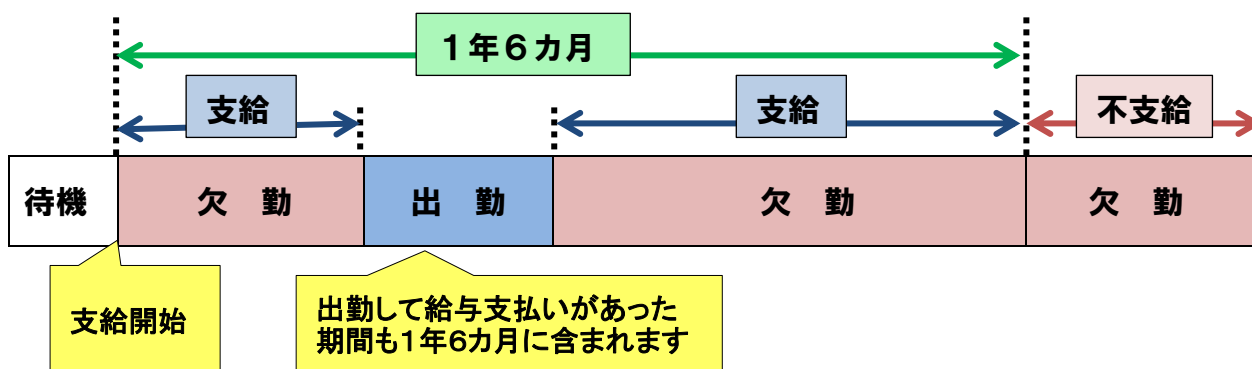 1年6カ月
支給
支給
不支給
待機
欠 勤
出 勤
欠 勤
欠 勤
支給開始
出勤して給与支払いがあった
期間も1年6カ月に含まれます